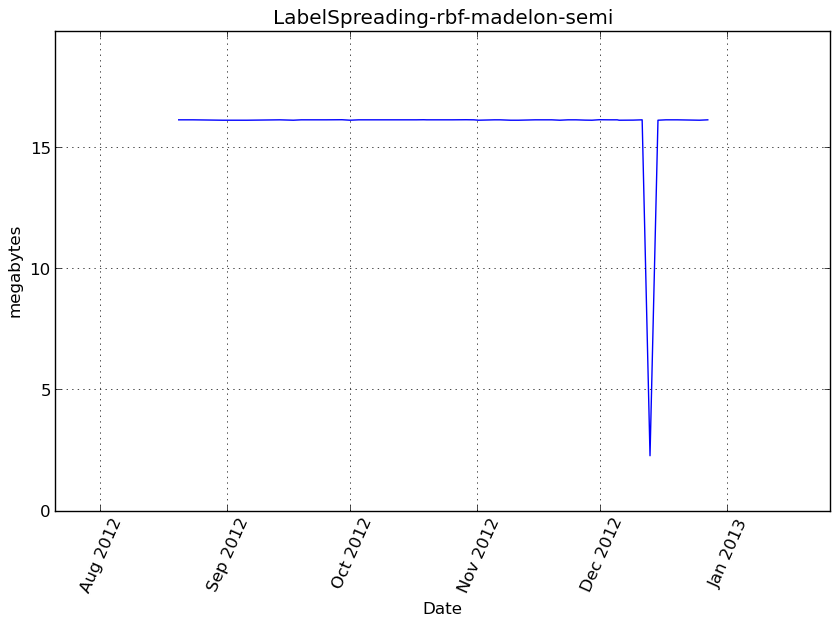 LabelSpreading-rbf-madelon-semi
megabytes
15
10
5
0
Aug 2012
Sep 2012
Oct 2012
Nov 2012
Dec 2012
Jan 2013
Date